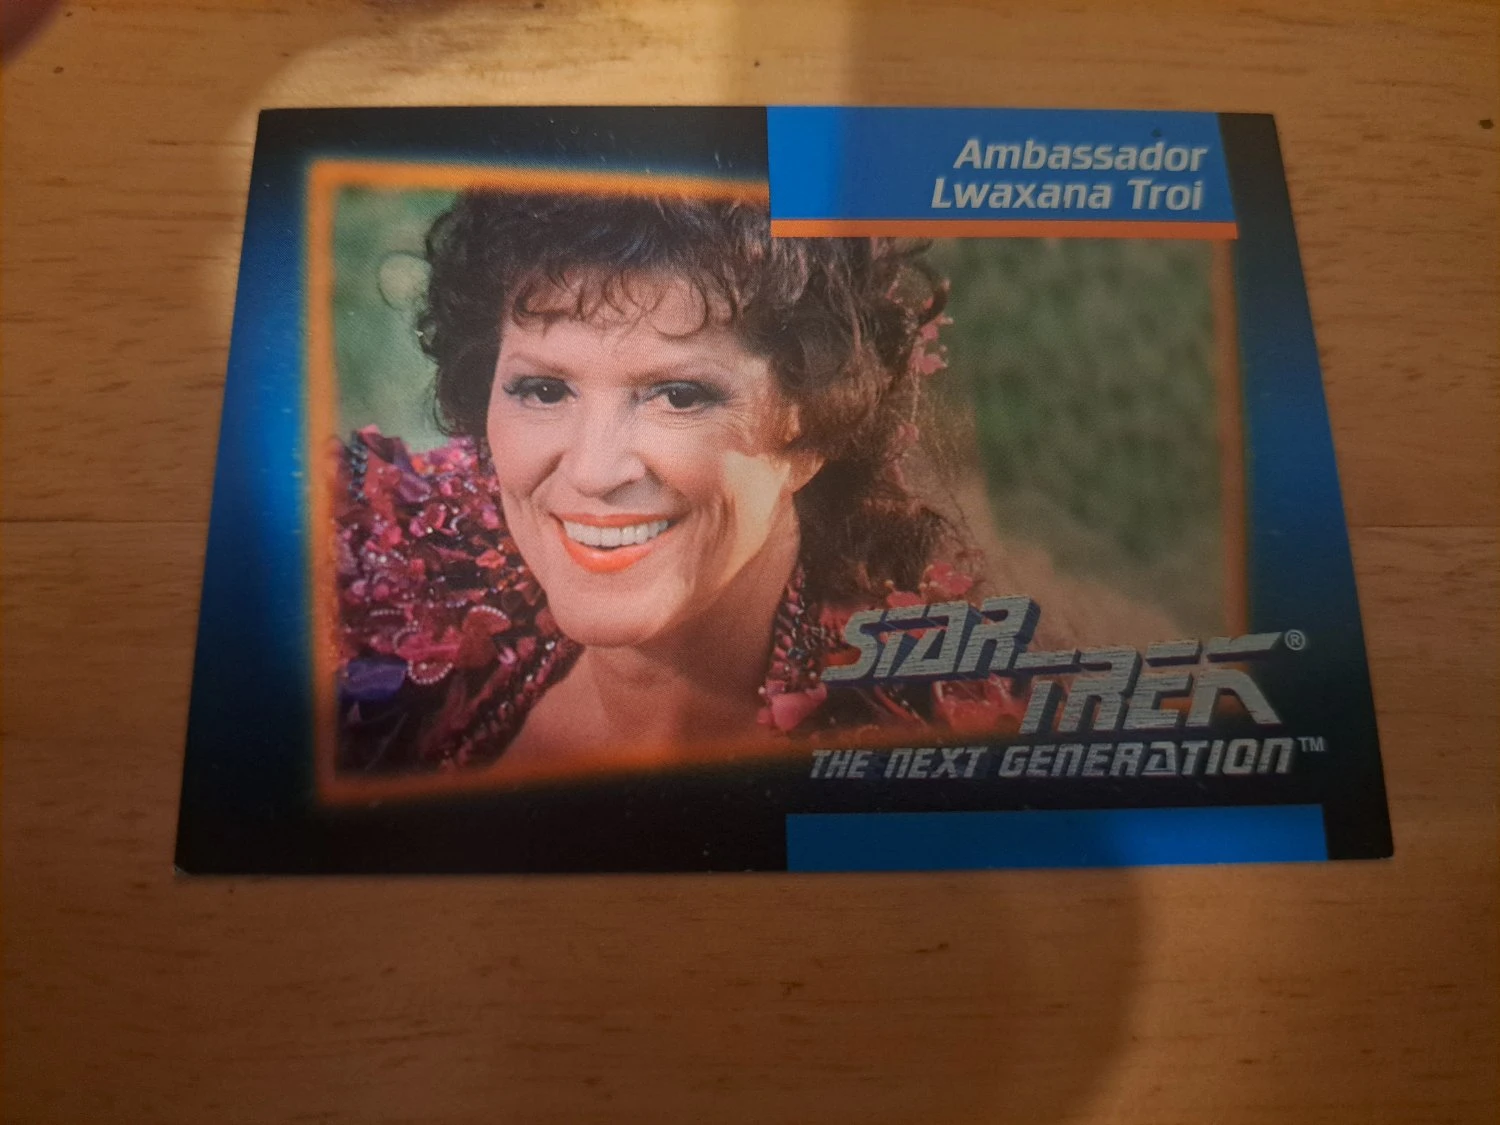 Ambassador
Lwaxana Troi
STAR
TREK®
THE NEXT GENERATION™